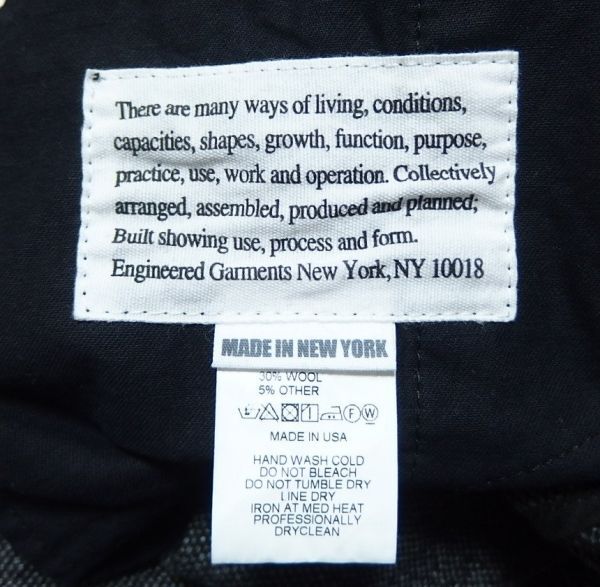 There are many ways of living, conditions,
capacities, shapes, growth, function, purpose,
practice, use, work and operation. Collectively
arranged, assembled, produced and planned;
Built showing use, process and form.
Engineered Garments New York, NY 10018
MADE IN NEW YORK
30% WOOL
5% OTHER
F W
MADE IN USA
HAND WASH COLD
DO NOT BLEACH
DO NOT TUMBLE DRY
LINE DRY
IRON AT MED HEAT
PROFESSIONALLY
DRYCLEAN